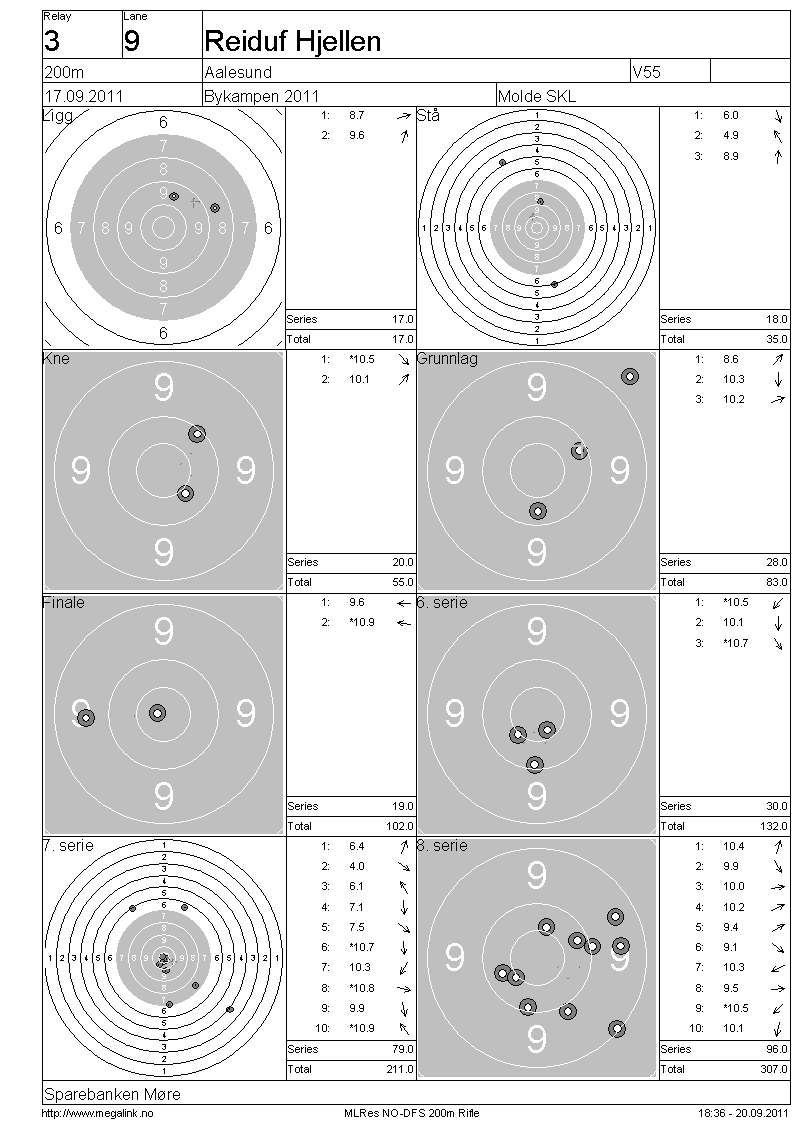 Relay Lane
3 9 Reiduf Hjellen
200m Aalesund V55
17.09.2011 Bykampen 2011 Molde SKL
Ligg
1: 8.7
2: 9.6
Series 17.0
Total 17.0
Stå
1: 6.0
2: 4.9
3: 8.9
Series 18.0
Total 35.0
Kne
1: *10.5
2: 10.1
Series 20.0
Total 55.0
Grunnlag
1: 8.6
2: 10.3
3: 10.2
Series 28.0
Total 83.0
Finale
1: 9.6
2: *10.9
Series 19.0
Total 102.0
6. serie
1: *10.5
2: 10.1
3: *10.7
Series 30.0
Total 132.0
7. serie
1: 6.4
2: 4.0
3: 6.1
4: 7.1
5: 7.5
6: *10.7
7: 10.3
8: *10.8
9: 9.9
10: *10.9
Series 79.0
Total 211.0
8. serie
1: 10.4
2: 9.9
3: 10.0
4: 10.2
5: 9.4
6: 9.1
7: 10.3
8: 9.5
9: *10.5
10: 10.1
Series 96.0
Total 307.0
Sparebanken Møre
http://www.megalink.no MLRes NO-DFS 200m Rifle 18:36 - 20.09.2011